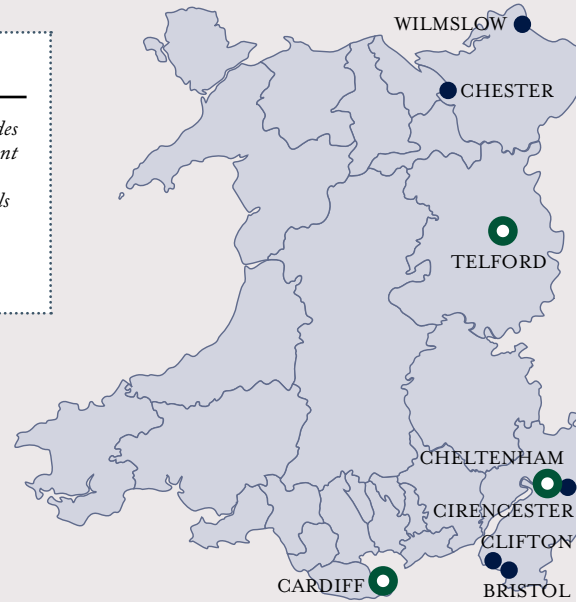 WILMSLOW
CHESTER
TELFORD
CHELTENHAM
CIRENCESTER
CLIFTON
BRISTOL
CARDIFF